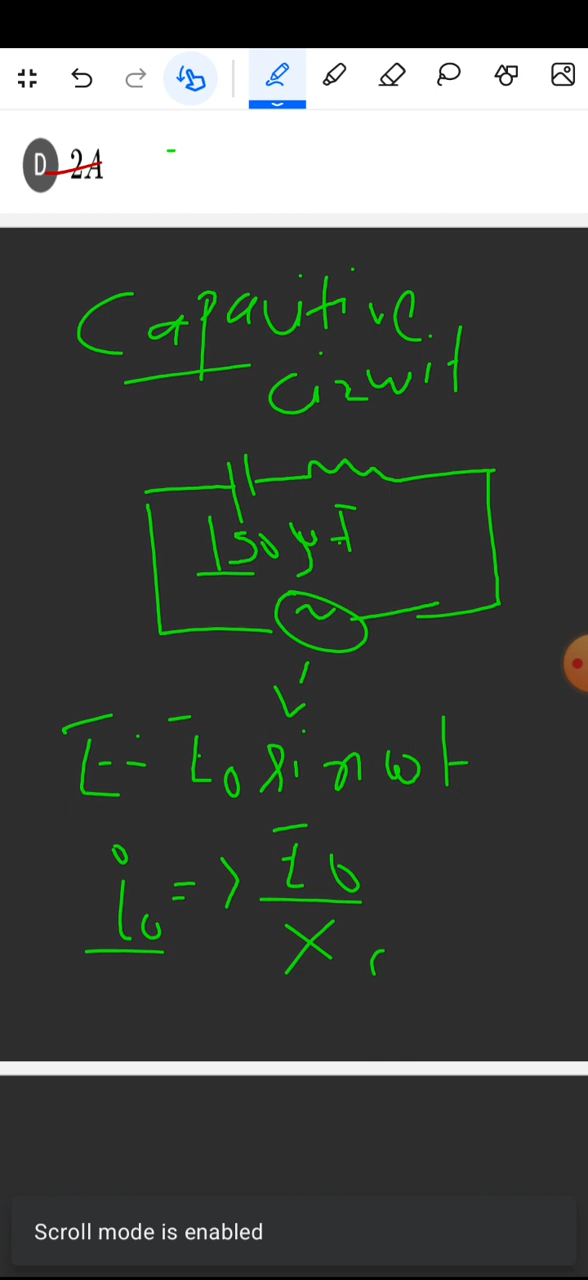 D 2A
Capacitive
circuit
150μF
E = E₀ sin ωt
i₀ => E₀
X c
Scroll mode is enabled